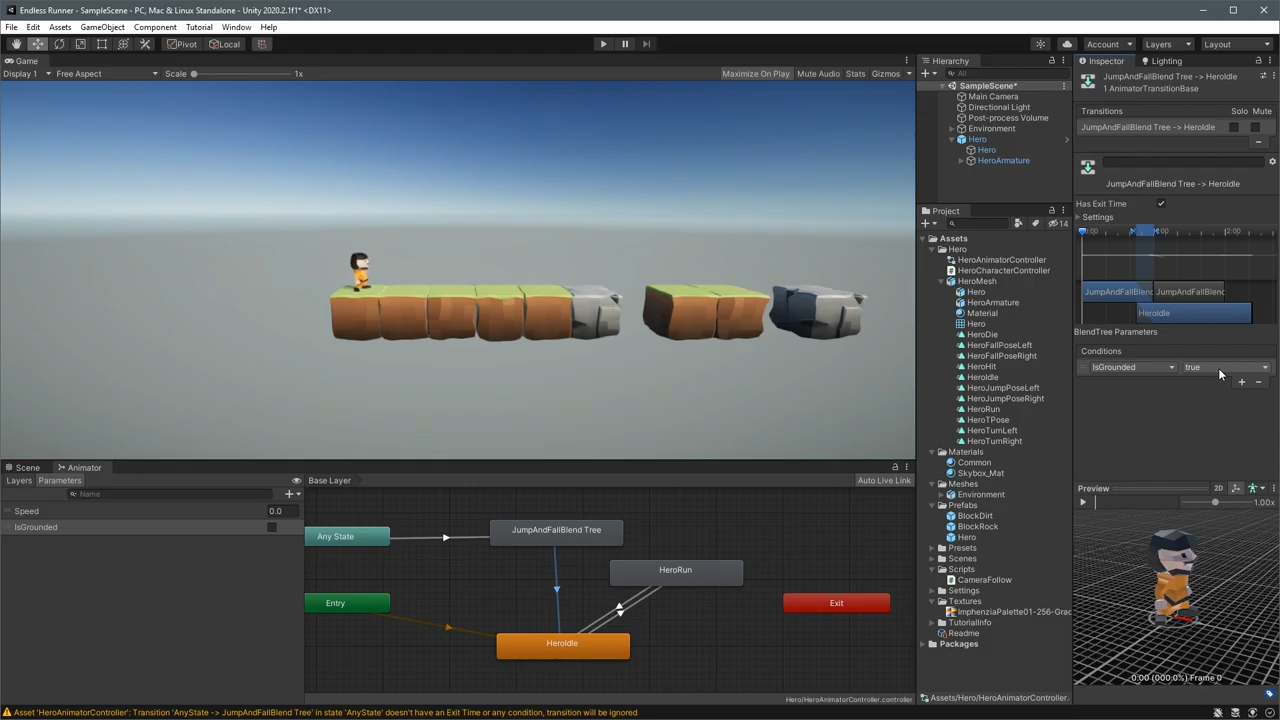 Endless Runner - SampleScene - PC, Mac & Linux Standalone - Unity 2020.2.1f1* <DX11>
File Edit Assets GameObject Component Tutorial Window Help
Pivot Local Account Layers Layout
Game
Display 1 Free Aspect Scale 1x Maximize On Play Mute Audio Stats Gizmos
Hierarchy
All
SampleScene*
Main Camera
Directional Light
Post-process Volume
Environment
Hero
Hero
HeroArmature
Project
14
Assets
Hero
HeroAnimatorController
HeroCharacterController
HeroMesh
Hero
HeroArmature
Material
Hero
HeroDie
HeroFallPoseLeft
HeroFallPoseRight
HeroHit
HeroIdle
HeroJumpPoseLeft
HeroJumpPoseRight
HeroRun
HeroTPose
HeroTurnLeft
HeroTurnRight
Materials
Common
Skybox_Mat
Meshes
Environment
Prefabs
BlockDirt
BlockRock
Hero
Presets
Scenes
Scripts
CameraFollow
Settings
Textures
ImphenziaPalette01-256-Grac
TutorialInfo
Readme
Packages
Assets/Hero/HeroAnimatorController.
Inspector Lighting
JumpAndFallBlend Tree -> HeroIdle
1 AnimatorTransitionBase
Transitions Solo Mute
JumpAndFallBlend Tree -> HeroIdle
JumpAndFallBlend Tree -> HeroIdle
Has Exit Time
Settings
:00 :00 2:00
JumpAndFallBlend JumpAndFallBlend
HeroIdle
BlendTree Parameters
Conditions
IsGrounded true
Preview 2D 1.00x
0:00 (000.0%) Frame 0
Scene Animator
Layers Parameters Base Layer Auto Live Link
Name
Speed 0.0
IsGrounded
Any State
JumpAndFallBlend Tree
HeroRun
Entry
Exit
HeroIdle
Hero/HeroAnimatorController.controller
Asset 'HeroAnimatorController': Transition 'AnyState -> JumpAndFallBlend Tree' in state 'AnyState' doesn't have an Exit Time or any condition, transition will be ignored